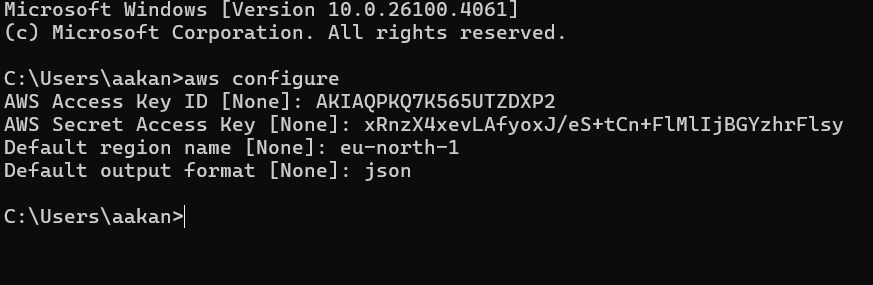 Microsoft Windows [Version 10.0.26100.4061]
(c) Microsoft Corporation. All rights reserved.
C:\Users\aakan>aws configure
AWS Access Key ID [None]: AKIAQPKQ7K565UTZDXP2
AWS Secret Access Key [None]: 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
Default region name [None]: eu-north-1
Default output format [None]: json
C:\Users\aakan>